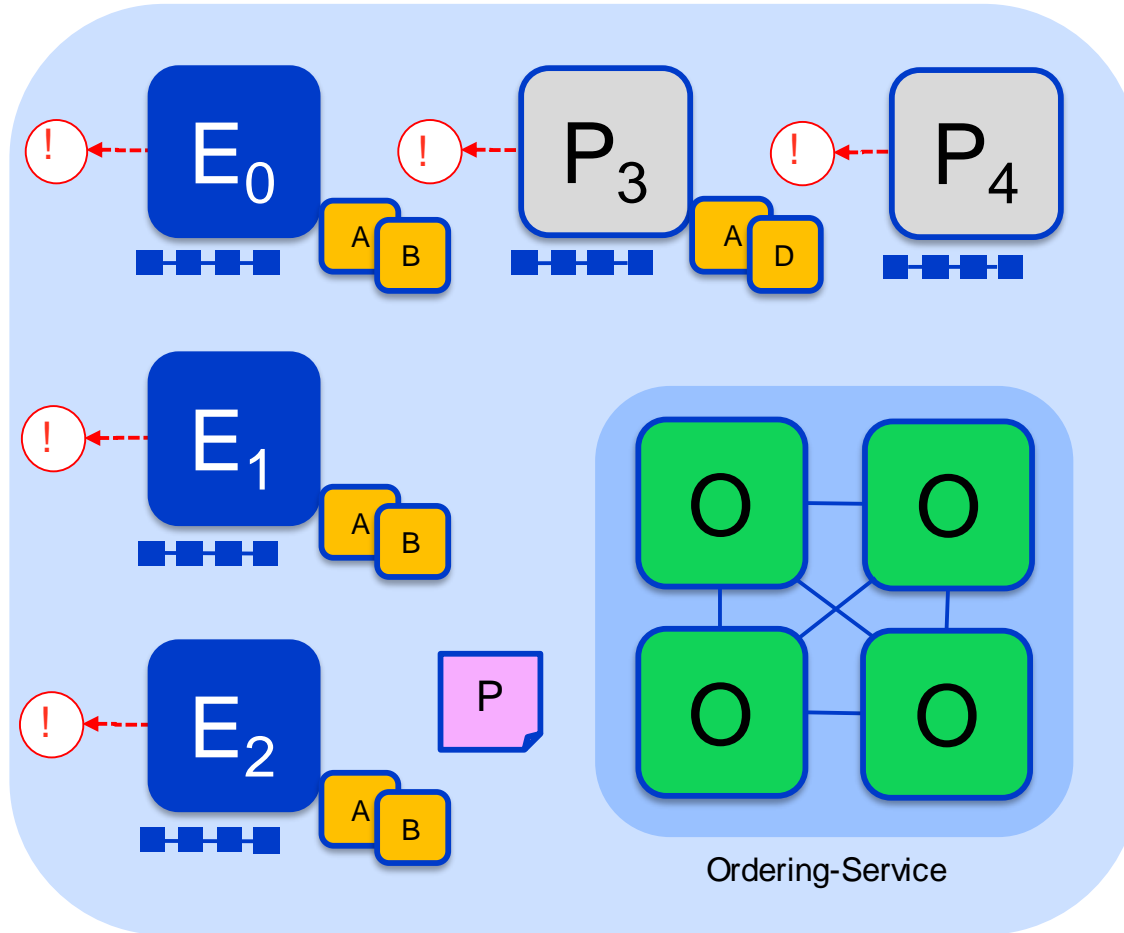 ! E0 ! P3 ! P4
A B A D
! E1
A B
O O
! E2
P
O O
A B
Ordering-Service